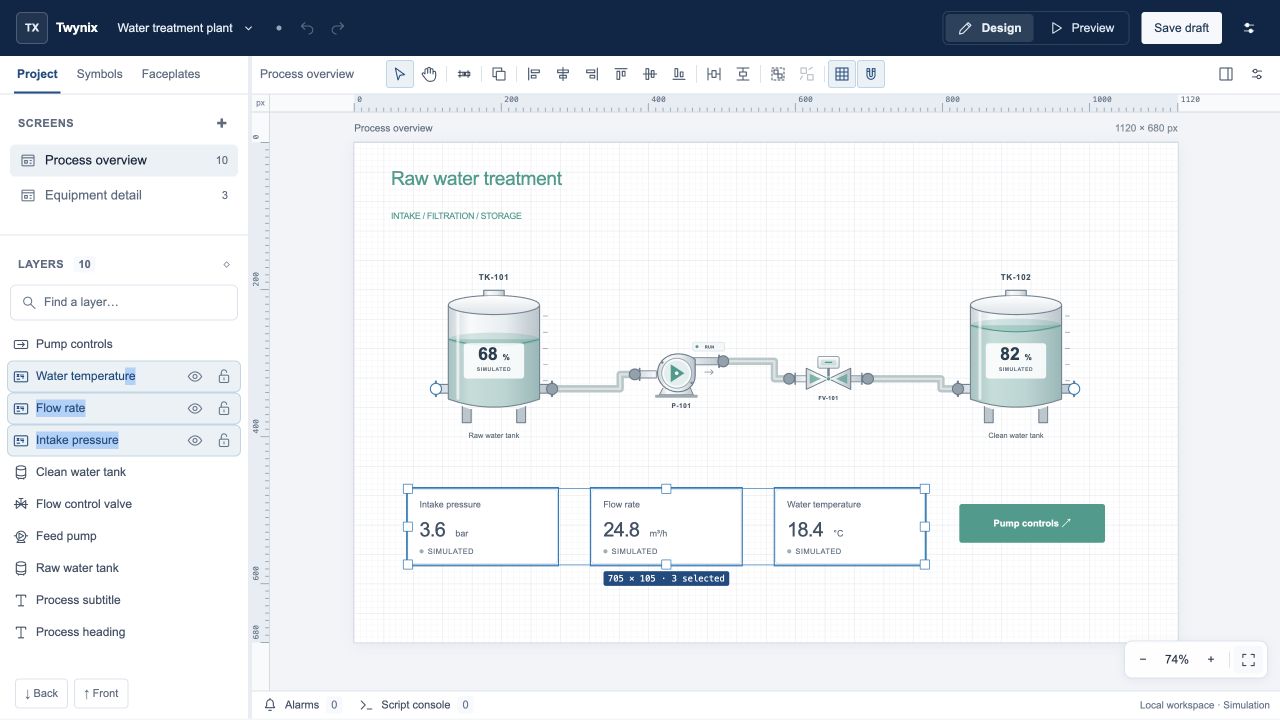 TX Twynix Water treatment plant Design Preview Save draft
Project Symbols Faceplates
Process overview
SCREENS
Process overview 10
Equipment detail 3
LAYERS 10
Find a layer...
Pump controls
Water temperature
Flow rate
Intake pressure
Clean water tank
Flow control valve
Feed pump
Raw water tank
Process subtitle
Process heading
↓ Back ↑ Front
px 0 200 400 600 800 1000 1120
0
200
400
600
680
Process overview 1120 × 680 px
Raw water treatment
INTAKE / FILTRATION / STORAGE
TK-101 TK-102
RUN
68 % 82 %
SIMULATED SIMULATED
FV-101
P-101
Raw water tank Clean water tank
Intake pressure Flow rate Water temperature
3.6 bar 24.8 m³/h 18.4 °C
Pump controls ↗
SIMULATED SIMULATED SIMULATED
705 × 105 · 3 selected
− 74% +
Alarms 0 Script console 0 Local workspace · Simulation